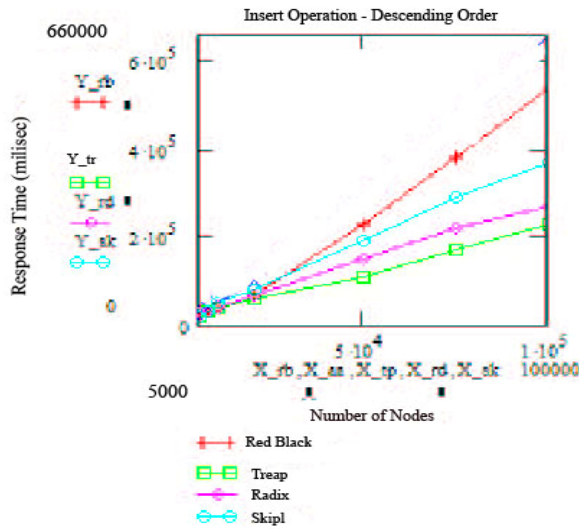 Insert Operation - Descending Order
660000
6·10⁵
Y_rb
4·10⁵
Y_tr
Y_rd
2·10⁵
Y_sk
0
0
Response Time (milisec)
5·10⁴
1·10⁵
X_rb, X_aa, X_tp, X_rd, X_sk
100000
5000
Number of Nodes
Red Black
Treap
Radix
Skipl